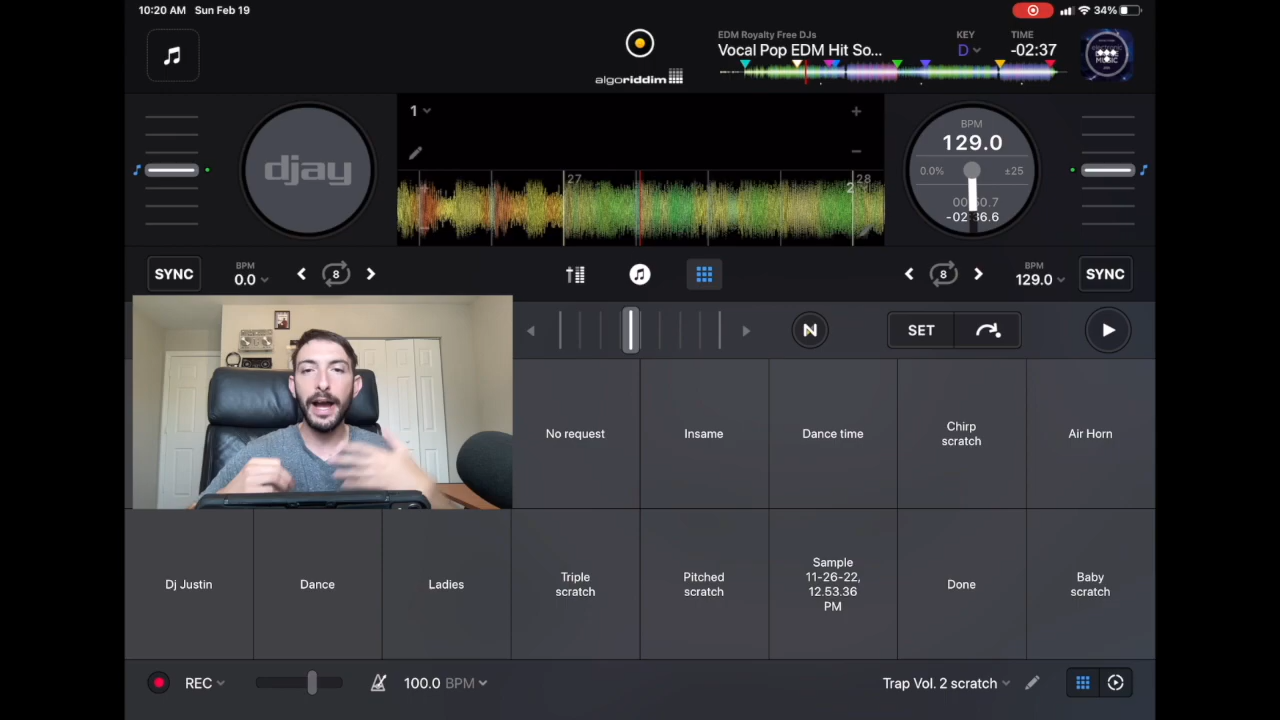 10:20 AM Sun Feb 19
34%
EDM Royalty Free DJs
Vocal Pop EDM Hit So...
KEY
D
TIME
-02:37
algoriddim
1
djay
27
28
2
BPM
129.0
0.0%
±25
-02:36.6
SYNC
BPM
0.0
8
8
BPM
129.0
SYNC
N
SET
No request
Insame
Dance time
Chirp
scratch
Air Horn
Dj Justin
Dance
Ladies
Triple
scratch
Pitched
scratch
Sample
11-26-22,
12.53.36
PM
Done
Baby
scratch
REC
100.0 BPM
Trap Vol. 2 scratch